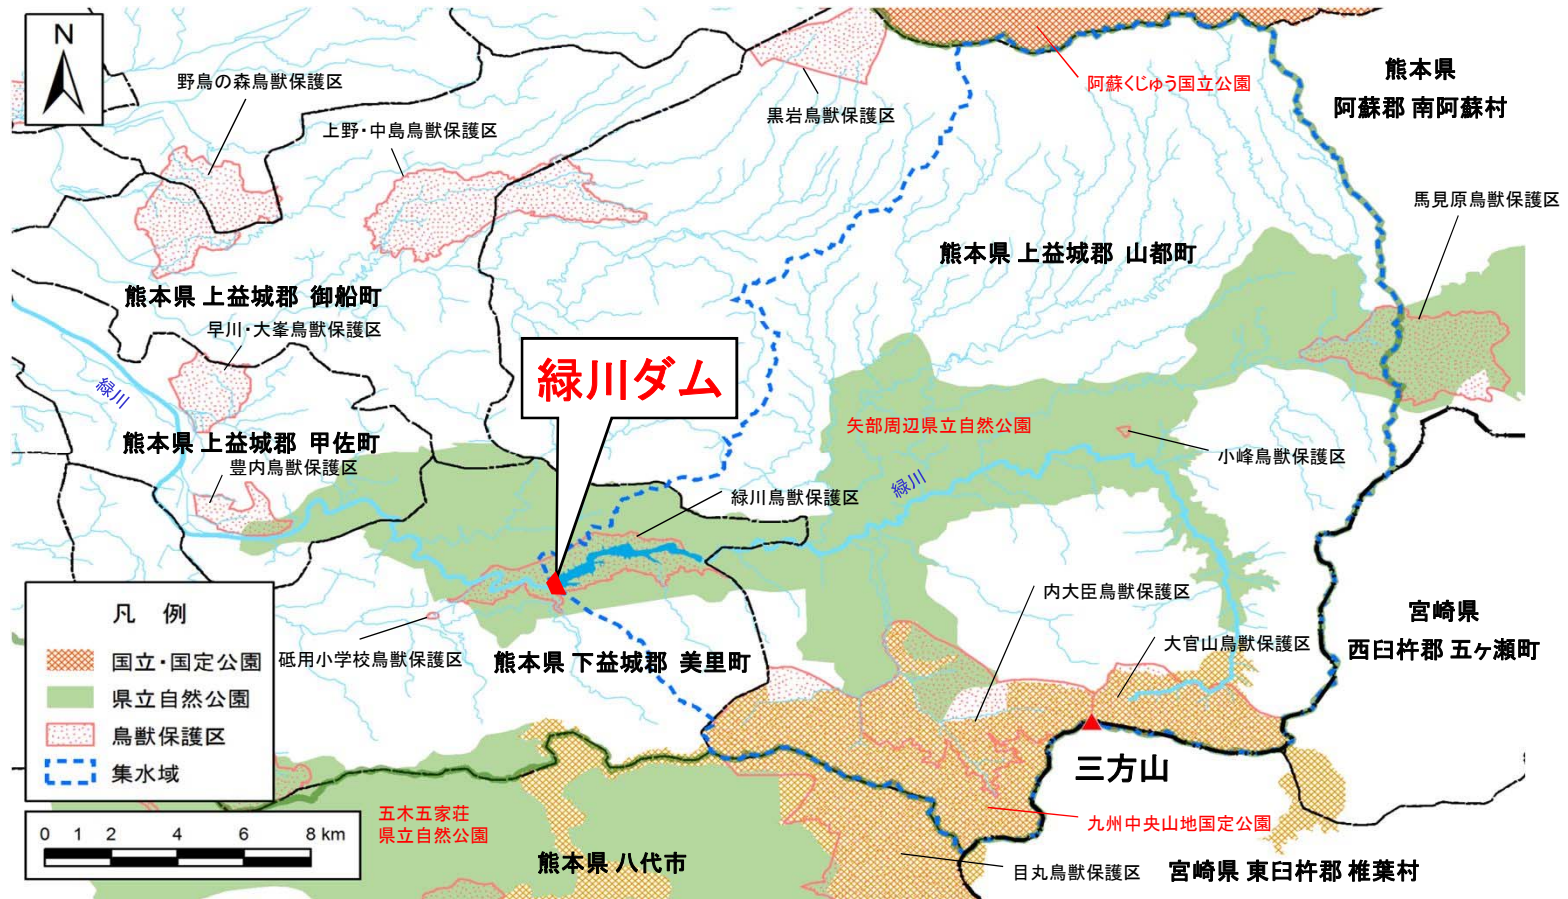 N
野鳥の森鳥獣保護区
上野・中島鳥獣保護区
黒岩鳥獣保護区
阿蘇くじゅう国立公園
熊本県
阿蘇郡 南阿蘇村
馬見原鳥獣保護区
熊本県 上益城郡 山都町
熊本県 上益城郡 御船町
早川・大峯鳥獣保護区
緑川ダム
緑川
矢部周辺県立自然公園
熊本県 上益城郡 甲佐町
豊内鳥獣保護区
小峰鳥獣保護区
緑川
緑川鳥獣保護区
内大臣鳥獣保護区
宮崎県
西臼杵郡 五ヶ瀬町
大官山鳥獣保護区
砥用小学校鳥獣保護区
熊本県 下益城郡 美里町
凡 例
国立・国定公園
県立自然公園
鳥獣保護区
集水域
三方山
0 1 2 4 6 8 km
五木五家荘
県立自然公園
九州中央山地国定公園
熊本県 八代市
目丸鳥獣保護区
宮崎県 東臼杵郡 椎葉村